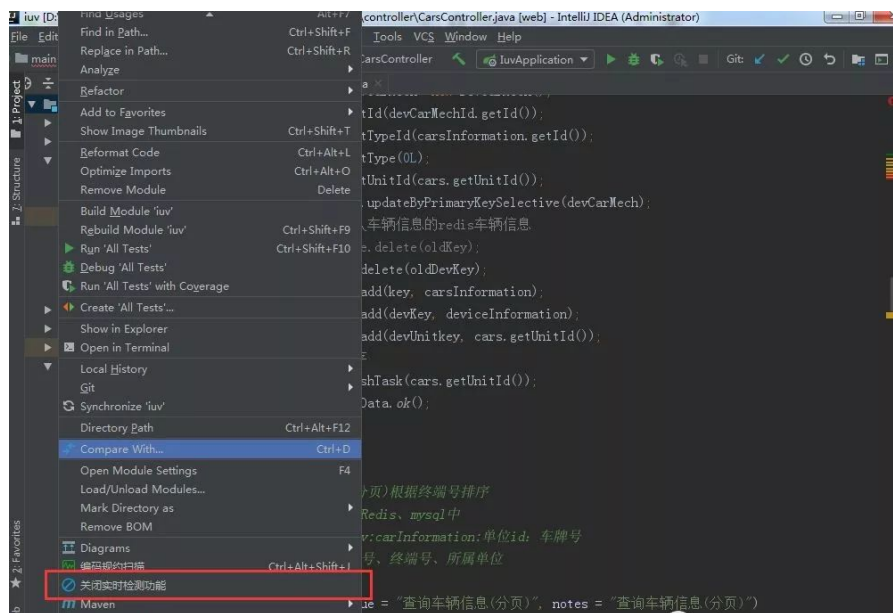 iuv [D:
\controller\CarsController.java [web] - IntelliJ IDEA (Administrator)
File Edit
Tools VCS Window Help
main
CarsController
IuvApplication
Git:
1: Project
7: Structure
2: Favorites
Find Usages Alt+F7
Find in Path... Ctrl+Shift+F
Replace in Path... Ctrl+Shift+R
Analyze
Refactor
Add to Favorites
Show Image Thumbnails Ctrl+Shift+T
Reformat Code Ctrl+Alt+L
Optimize Imports Ctrl+Alt+O
Remove Module Delete
Build Module 'iuv'
Rebuild Module 'iuv' Ctrl+Shift+F9
Run 'All Tests' Ctrl+Shift+F10
Debug 'All Tests'
Run 'All Tests' with Coverage
Create 'All Tests'...
Show in Explorer
Open in Terminal
Local History
Git
Synchronize 'iuv'
Directory Path Ctrl+Alt+F12
Compare With... Ctrl+D
Open Module Settings F4
Load/Unload Modules...
Mark Directory as
Remove BOM
Diagrams
编码规约扫描 Ctrl+Alt+Shift+J
关闭实时检测功能
Maven
tId(devCarMechId.getId());
tTypeId(carsInformation.getId());
tType(0L);
tUnitId(cars.getUnitId());
.updateByPrimaryKeySelective(devCarMech);
车辆信息的redis车辆信息
e.delete(oldKey);
delete(oldDevKey);
add(key, carsInformation);
add(devKey, deviceInformation);
add(devUnitkey, cars.getUnitId());
shTask(cars.getUnitId());
Data.ok();
分页)根据终端号排序
Redis、mysql中
v:carInformation:单位id: 车牌号
号、终端号、所属单位
ue = "查询车辆信息(分页)", notes = "查询车辆信息(分页)")